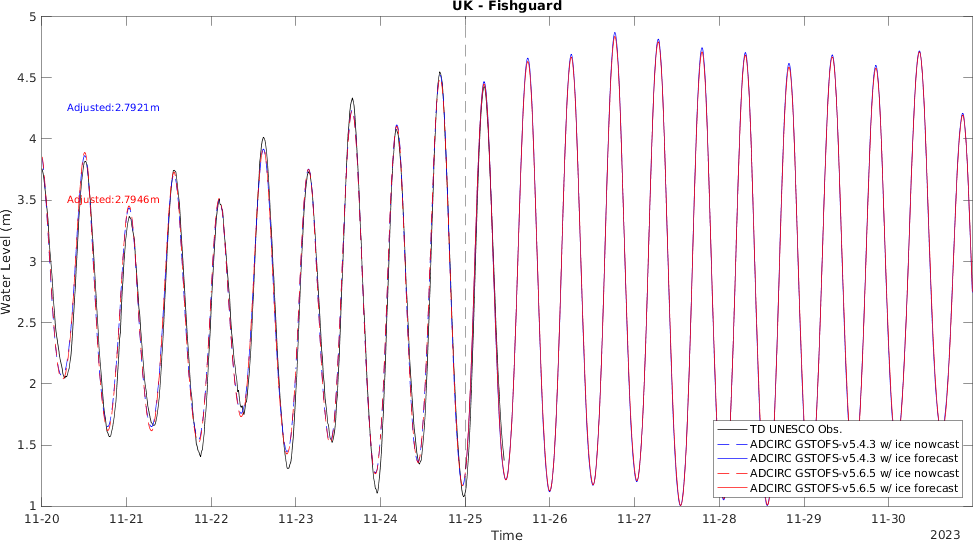 UK - Fishguard
5
4.5
4
3.5
3
2.5
2
1.5
1
Water Level (m)
Adjusted:2.7921m
Adjusted:2.7946m
TD UNESCO Obs.
ADCIRC GSTOFS-v5.4.3 w/ ice nowcast
ADCIRC GSTOFS-v5.4.3 w/ ice forecast
ADCIRC GSTOFS-v5.6.5 w/ ice nowcast
ADCIRC GSTOFS-v5.6.5 w/ ice forecast
11-20 11-21 11-22 11-23 11-24 11-25 11-26 11-27 11-28 11-29 11-30
Time
2023